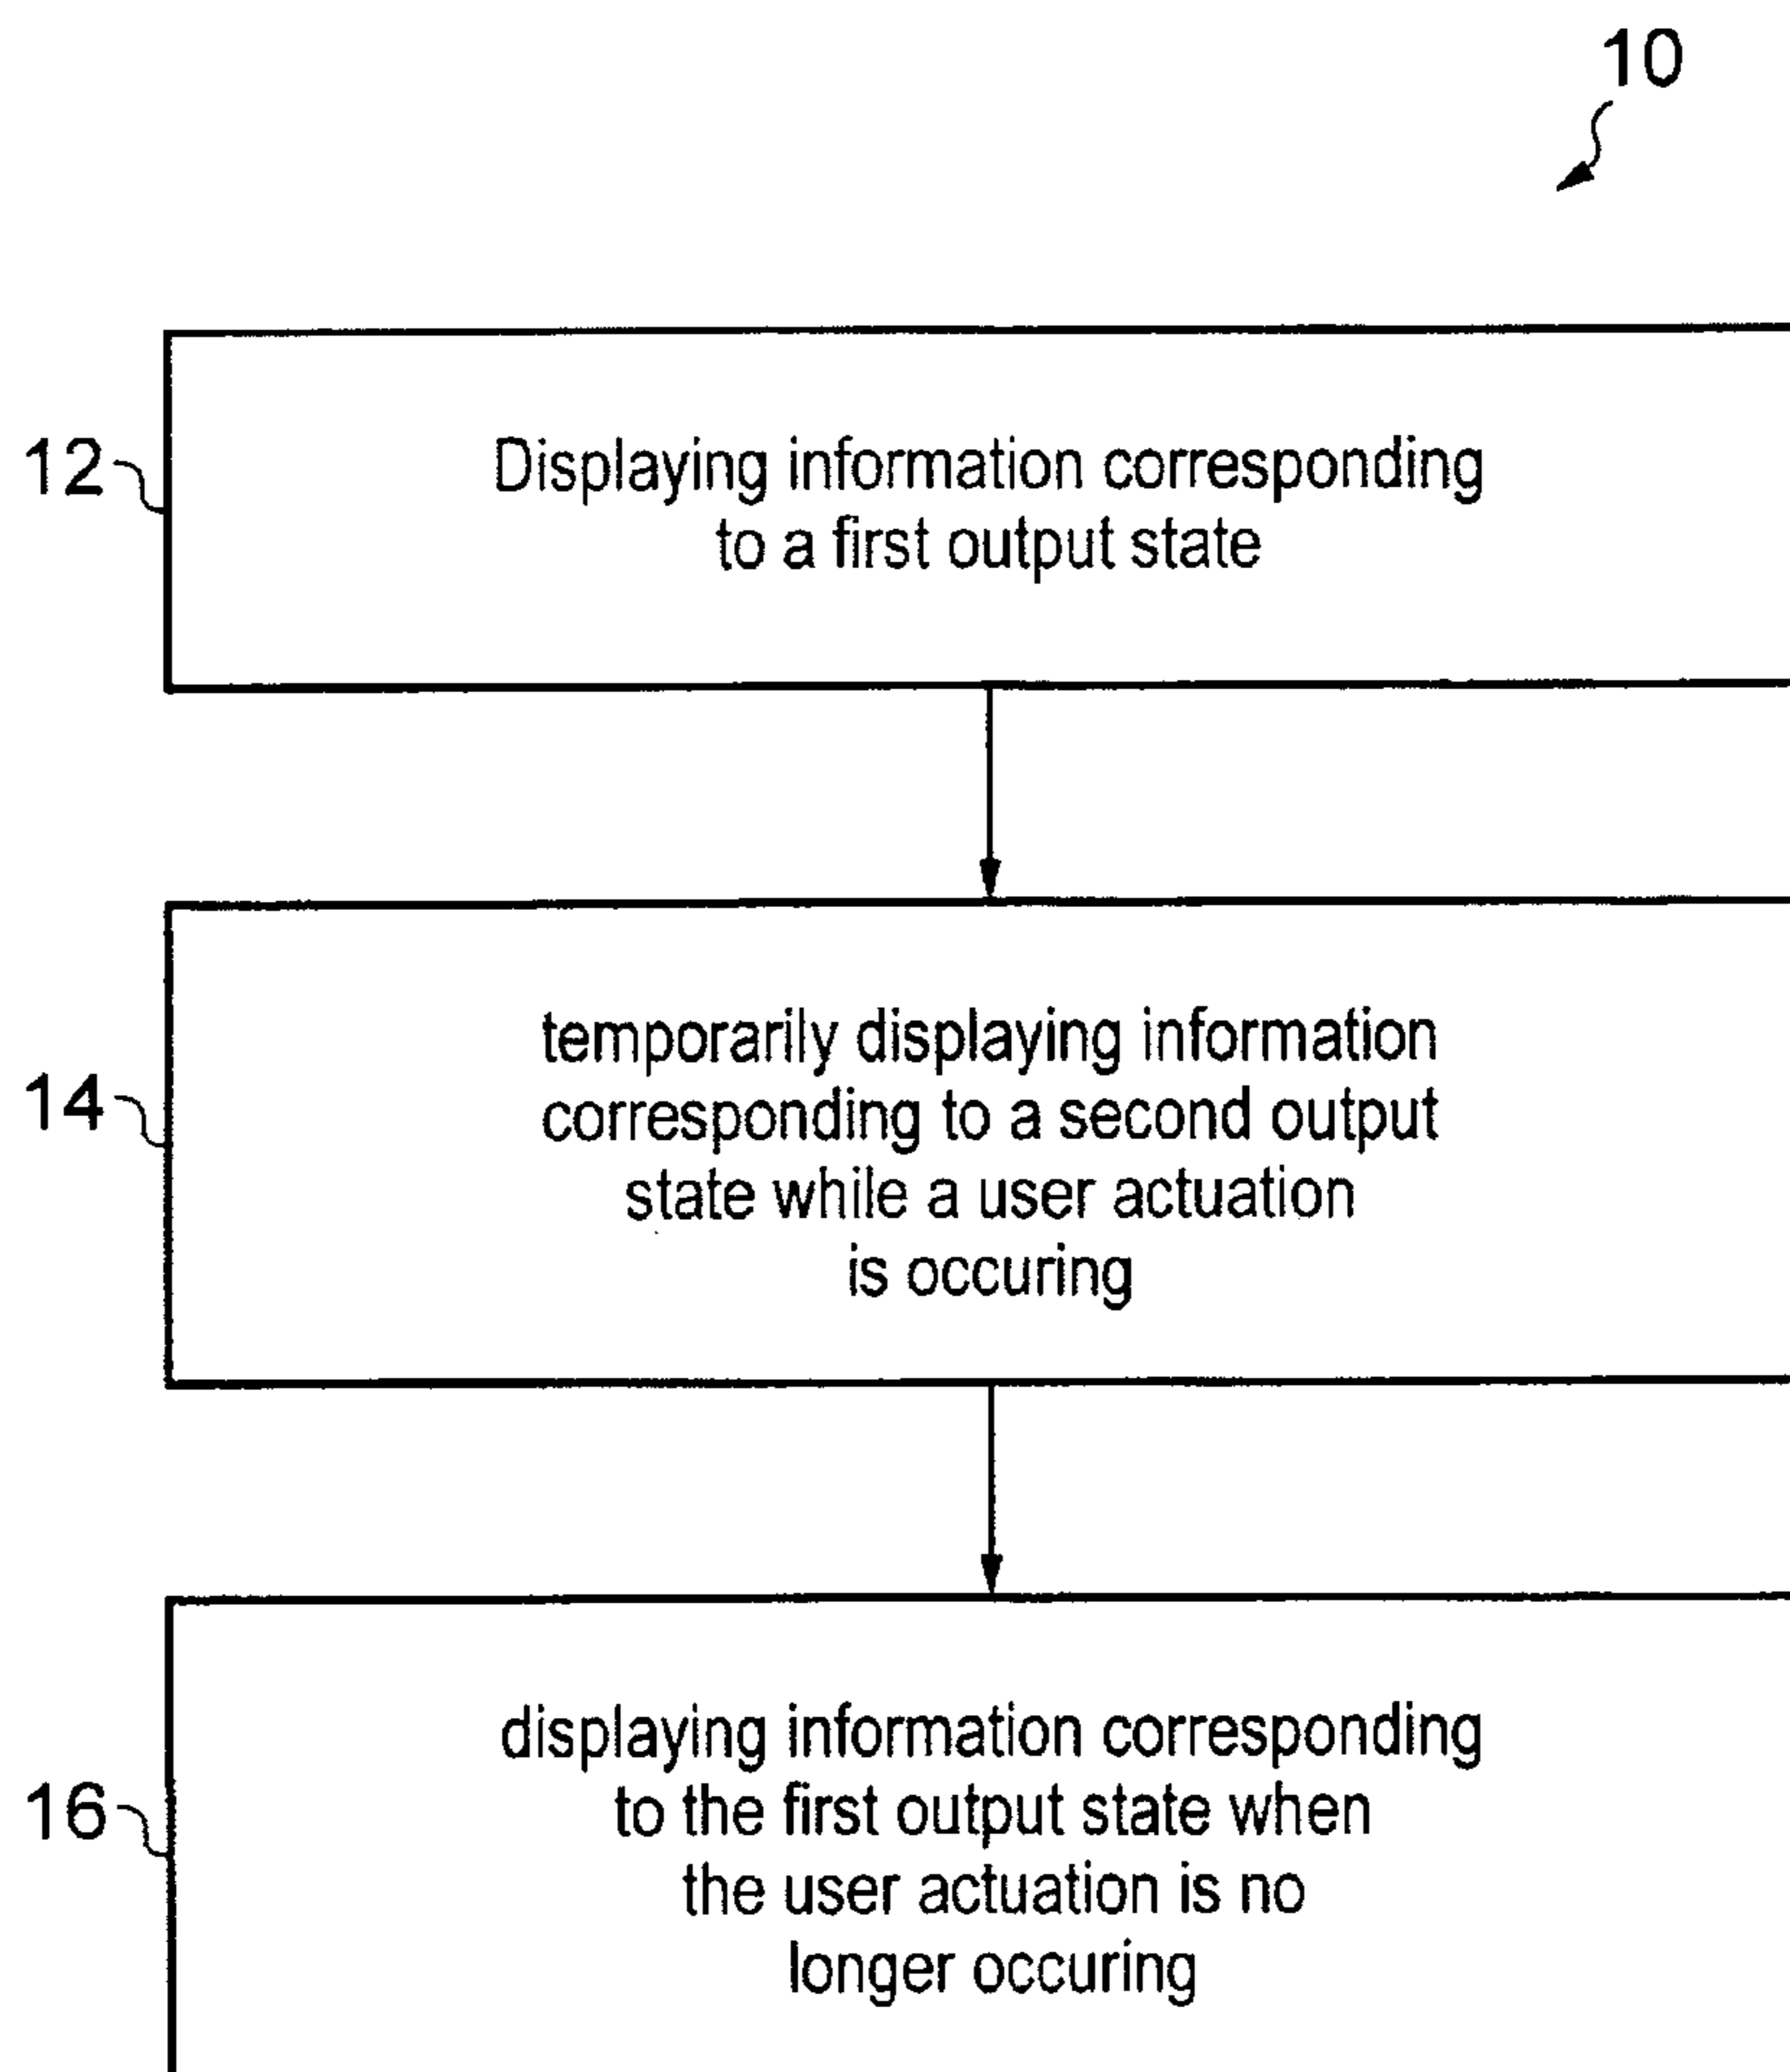 10
12
Displaying information corresponding
to a first output state
14
temporarily displaying information
corresponding to a second output
state while a user actuation
is occuring
16
displaying information corresponding
to the first output state when
the user actuation is no
longer occuring